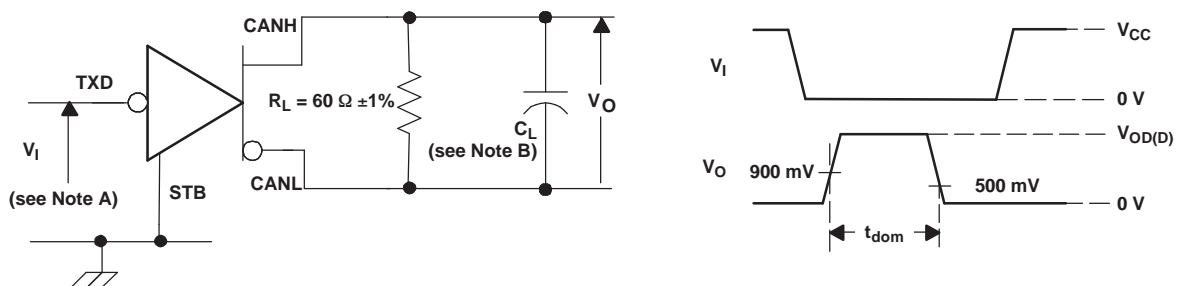 CANH
TXD
R_L = 60 Ω ±1%
V_O
C_L
(see Note B)
V_I
(see Note A)
STB
CANL
V_I
V_CC
0 V
V_OD(D)
V_O
900 mV
500 mV
0 V
t_dom